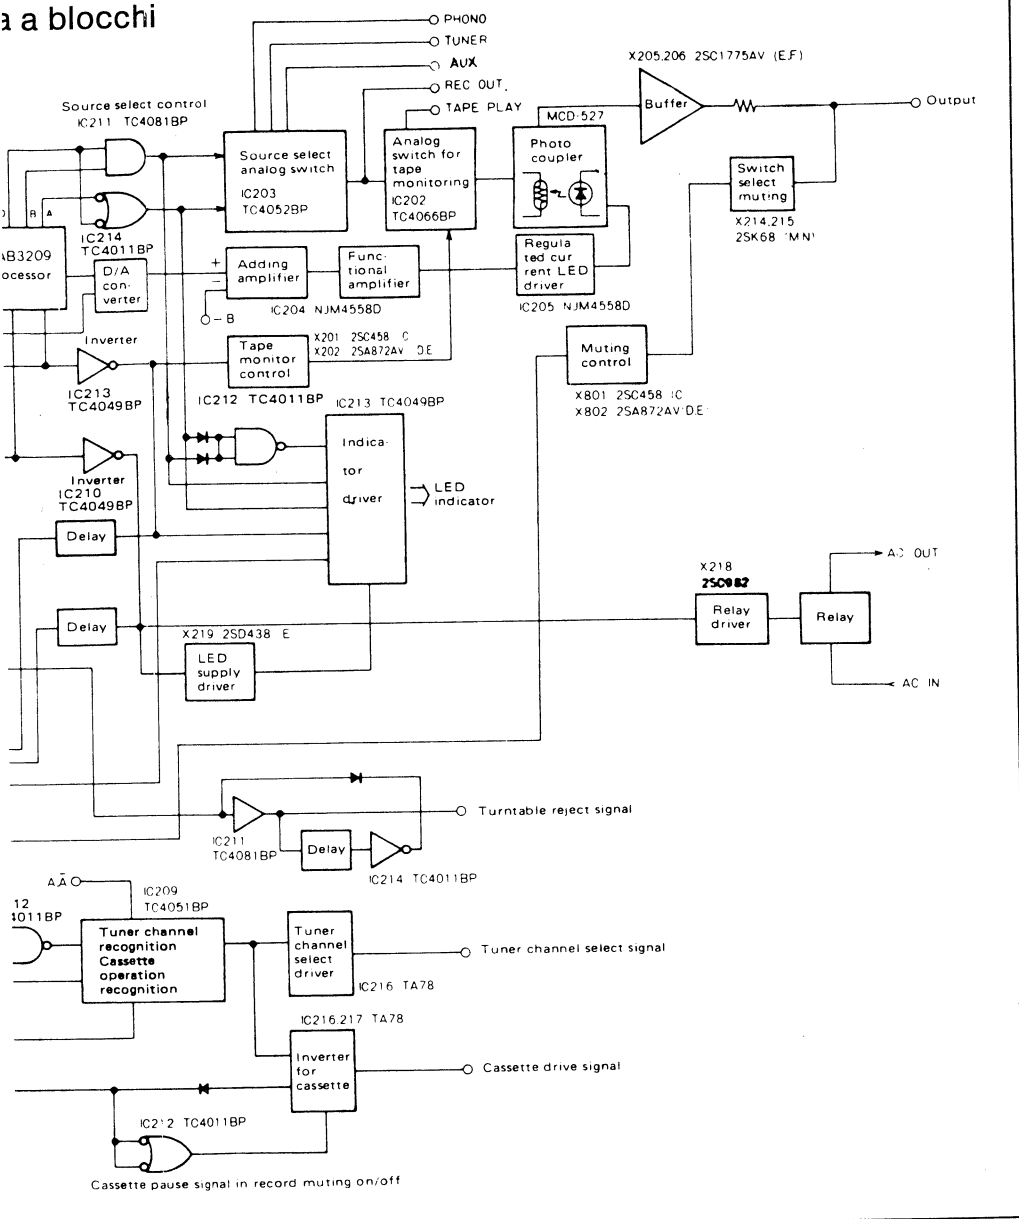 a a blocchi
PHONO
TUNER
AUX
REC OUT.
TAPE PLAY
X205.206 2SC1775AV (E,F)
Buffer
Output
Source select control
IC211 TC4081BP
MCD-527
Source select
analog switch
IC203
TC4052BP
Analog
switch for
tape
monitoring
IC202
TC4066BP
Photo
coupler
Switch
select
muting
X214.215
2SK68 (M,N)
B
A
IC214
TC4011BP
AB3209
ocessor
D/A
con-
verter
+
−
− B
Adding
amplifier
Func-
tional
amplifier
IC204 NJM4558D
Regula
ted cur
rent LED
driver
IC205 NJM4558D
Inverter
IC213
TC4049BP
Tape
monitor
control
X201 2SC458 C
X202 2SA872AV D.E
IC212 TC4011BP
Muting
control
X801 2SC458 (C
X802 2SA872AV D.E
IC213 TC4049BP
Indica-
tor
driver
LED
indicator
Inverter
IC210
TC4049BP
Delay
Delay
X219 2SD438 E
LED
supply
driver
X218
Relay
driver
Relay
AC OUT
AC IN
IC211
TC4081BP
Delay
IC214 TC4011BP
Turntable reject signal
A,Ā
IC209
TC4051BP
12
4011BP
Tuner channel
recognition
Cassette
operation
recognition
Tuner
channel
select
driver
IC216 TA78
Tuner channel select signal
IC216.217 TA78
Inverter
for
cassette
Cassette drive signal
IC212 TC4011BP
Cassette pause signal in record muting on/off